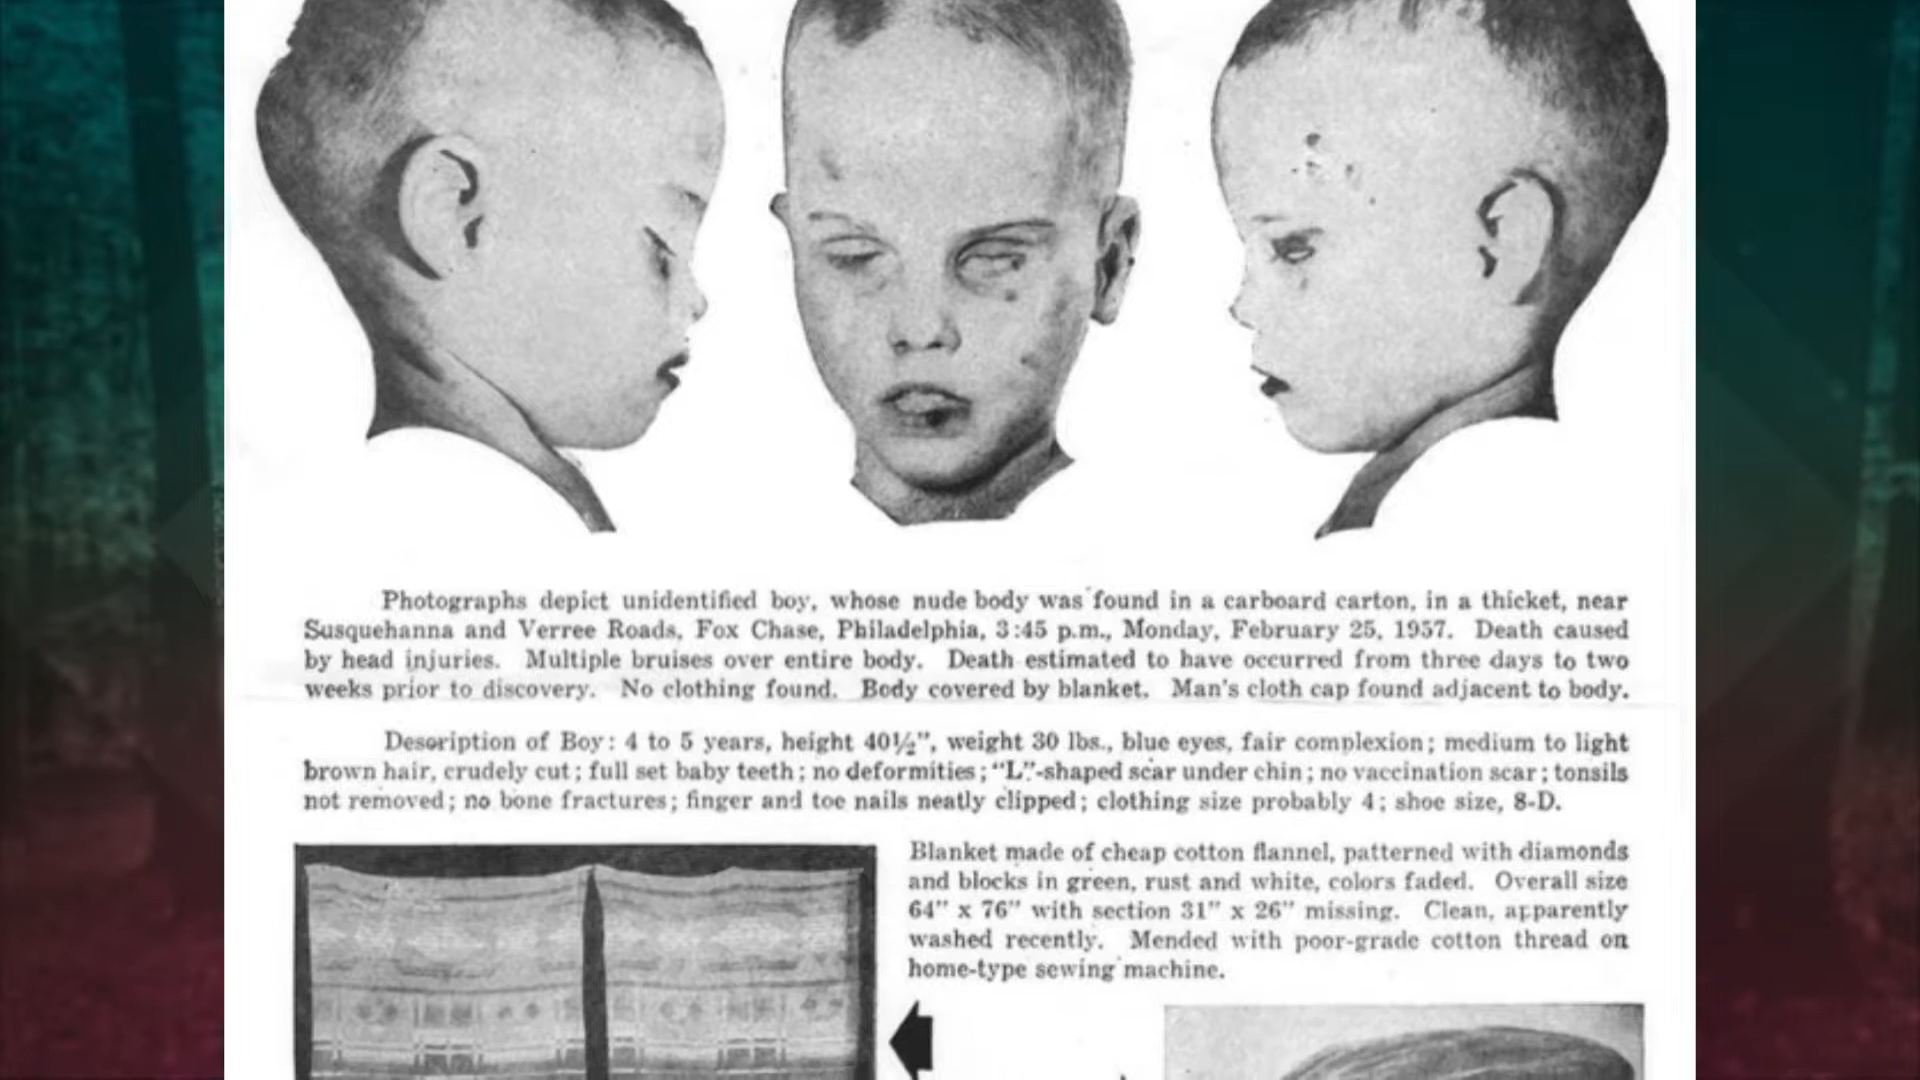 Photographs depict unidentified boy, whose nude body was found in a carboard carton, in a thicket, near
Susquehanna and Verree Roads, Fox Chase, Philadelphia, 3:45 p.m., Monday, February 25, 1957. Death caused
by head injuries. Multiple bruises over entire body. Death estimated to have occurred from three days to two
weeks prior to discovery. No clothing found. Body covered by blanket. Man's cloth cap found adjacent to body.
Description of Boy: 4 to 5 years, height 40½", weight 30 lbs., blue eyes, fair complexion; medium to light
brown hair, crudely cut; full set baby teeth; no deformities; "L"-shaped scar under chin; no vaccination scar; tonsils
not removed; no bone fractures; finger and toe nails neatly clipped; clothing size probably 4; shoe size, 8-D.
Blanket made of cheap cotton flannel, patterned with diamonds
and blocks in green, rust and white, colors faded. Overall size
64" x 76" with section 31" x 26" missing. Clean, apparently
washed recently. Mended with poor-grade cotton thread on
home-type sewing machine.